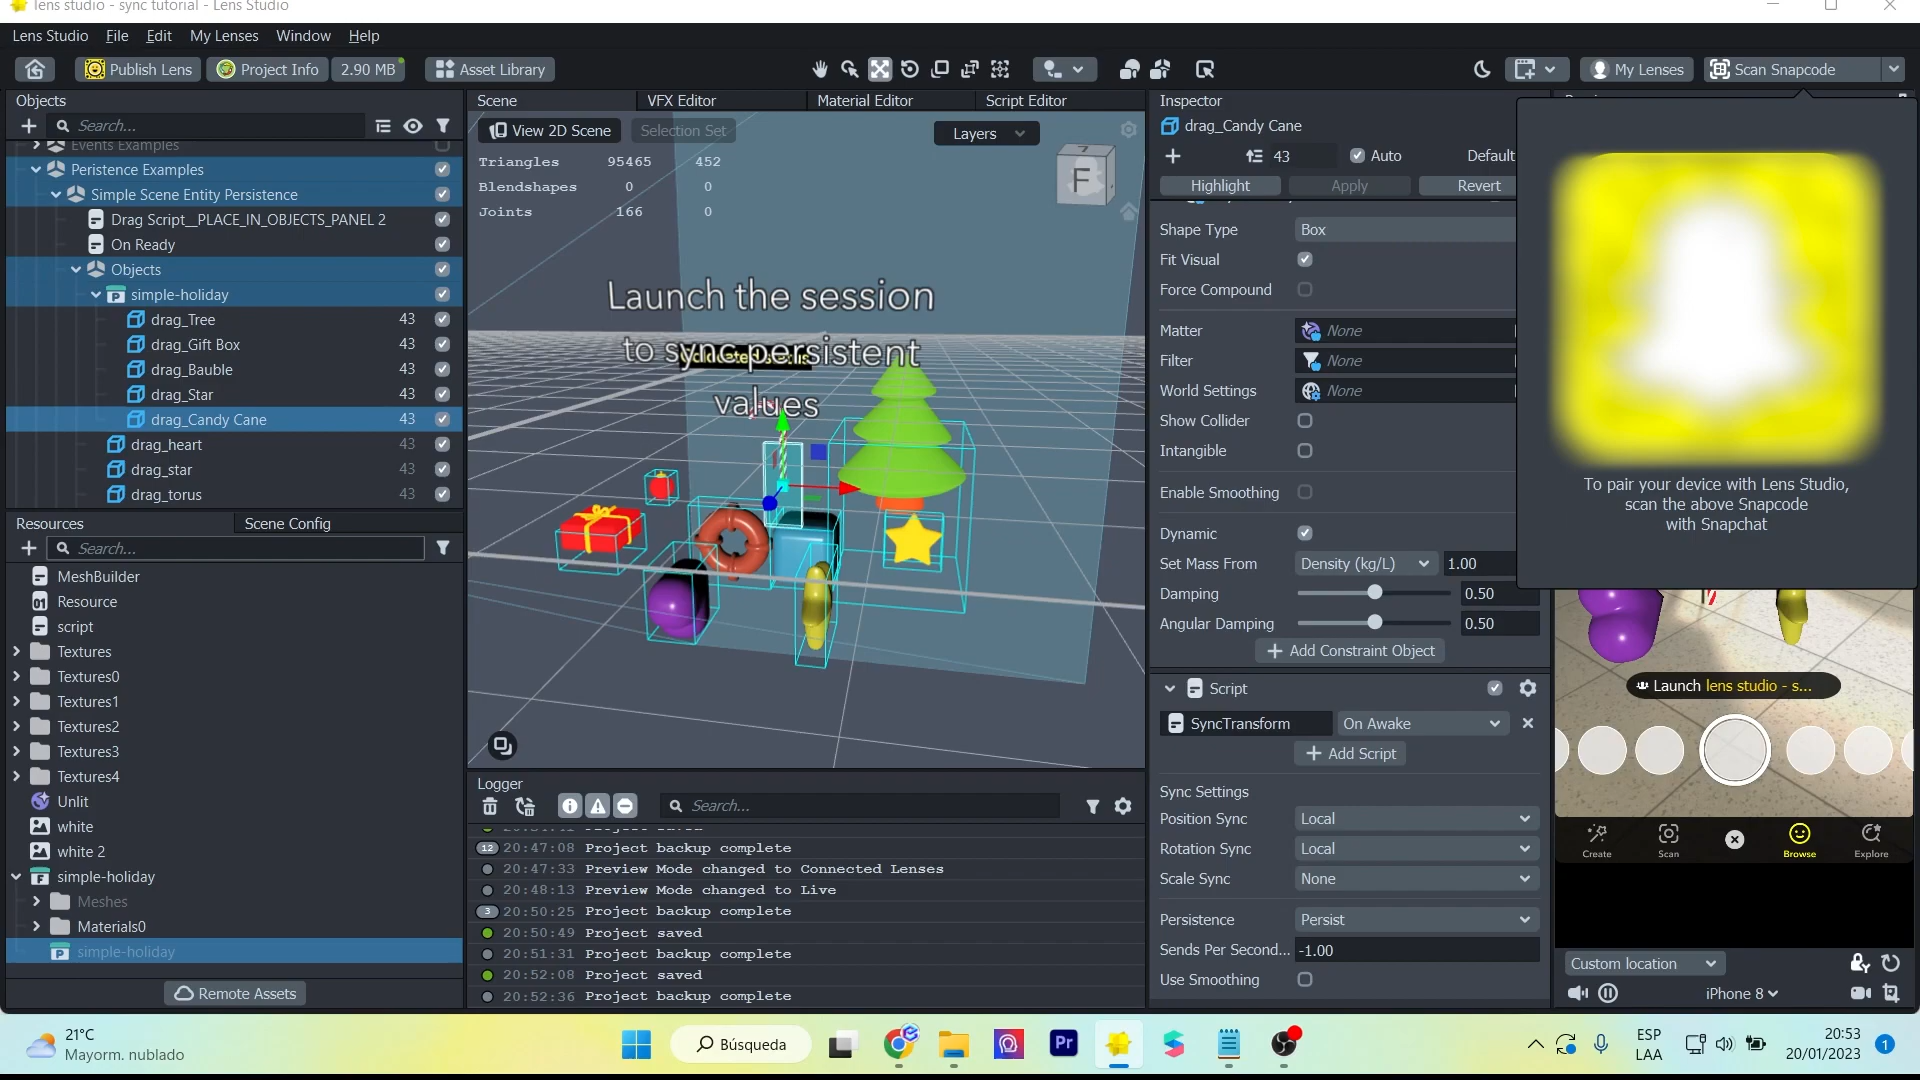 lens studio - sync tutorial - Lens Studio
Lens Studio File Edit My Lenses Window Help
Publish Lens Project Info 2.90 MB Asset Library My Lenses Scan Snapcode
Objects
Search...
Events Examples
Peristence Examples
Simple Scene Entity Persistence
Drag Script__PLACE_IN_OBJECTS_PANEL 2
On Ready
Objects
simple-holiday
drag_Tree 43
drag_Gift Box 43
drag_Bauble 43
drag_Star 43
drag_Candy Cane 43
drag_heart 43
drag_star 43
drag_torus 43
Resources Scene Config
Search...
MeshBuilder
Resource
script
Textures
Textures0
Textures1
Textures2
Textures3
Textures4
Unlit
white
white 2
simple-holiday
Meshes
Materials0
simple-holiday
Remote Assets
Scene VFX Editor Material Editor Script Editor
View 2D Scene Selection Set Layers
Triangles 95465 452
Blendshapes 0 0
Joints 166 0
F
Launch the session
to sync persistent
values
Logger
Search...
12 20:47:08 Project backup complete
20:47:33 Preview Mode changed to Connected Lenses
20:48:13 Preview Mode changed to Live
3 20:50:25 Project backup complete
20:50:49 Project saved
20:51:31 Project backup complete
20:52:08 Project saved
20:52:36 Project backup complete
Inspector
drag_Candy Cane
43 Auto Default
Highlight Apply Revert
Shape Type Box
Fit Visual
Force Compound
Matter None
Filter None
World Settings None
Show Collider
Intangible
Enable Smoothing
Dynamic
Set Mass From Density (kg/L) 1.00
Damping 0.50
Angular Damping 0.50
Add Constraint Object
Script
SyncTransform On Awake
Add Script
Sync Settings
Position Sync Local
Rotation Sync Local
Scale Sync None
Persistence Persist
Sends Per Second... -1.00
Use Smoothing
To pair your device with Lens Studio,
scan the above Snapcode
with Snapchat
Launch lens studio - s...
Create Scan Browse Explore
Custom location
iPhone 8
21°C
Mayorm. nublado
Búsqueda
Pr
ESP
LAA
20:53
20/01/2023
1